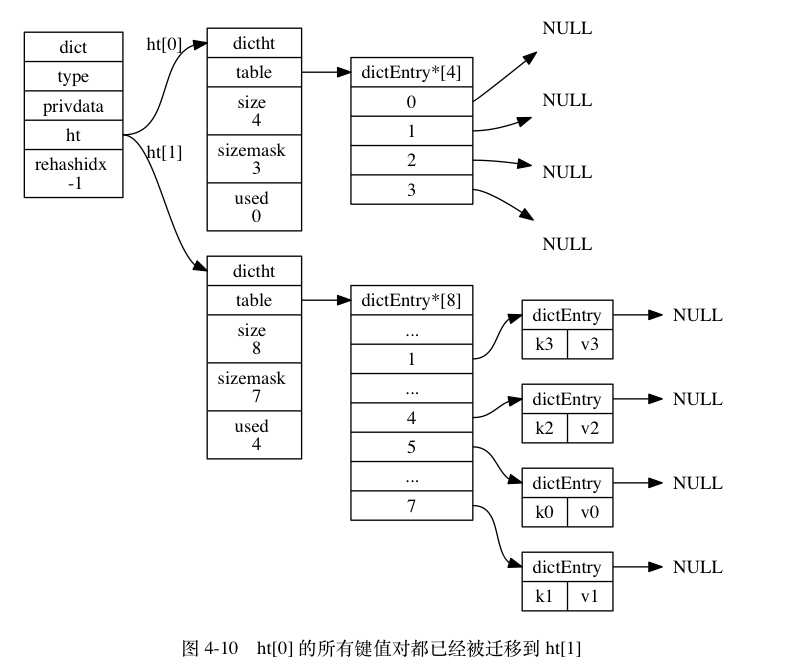 dict
type
privdata
ht
rehashidx
-1
ht[0]
ht[1]
dictht
table
size
4
sizemask
3
used
0
dictEntry*[4]
0
1
2
3
NULL
NULL
NULL
NULL
dictht
table
size
8
sizemask
7
used
4
dictEntry*[8]
...
1
...
4
5
...
7
dictEntry
k3 v3
NULL
dictEntry
k2 v2
NULL
dictEntry
k0 v0
NULL
dictEntry
k1 v1
NULL
图 4-10 ht[0] 的所有键值对都已经被迁移到 ht[1]